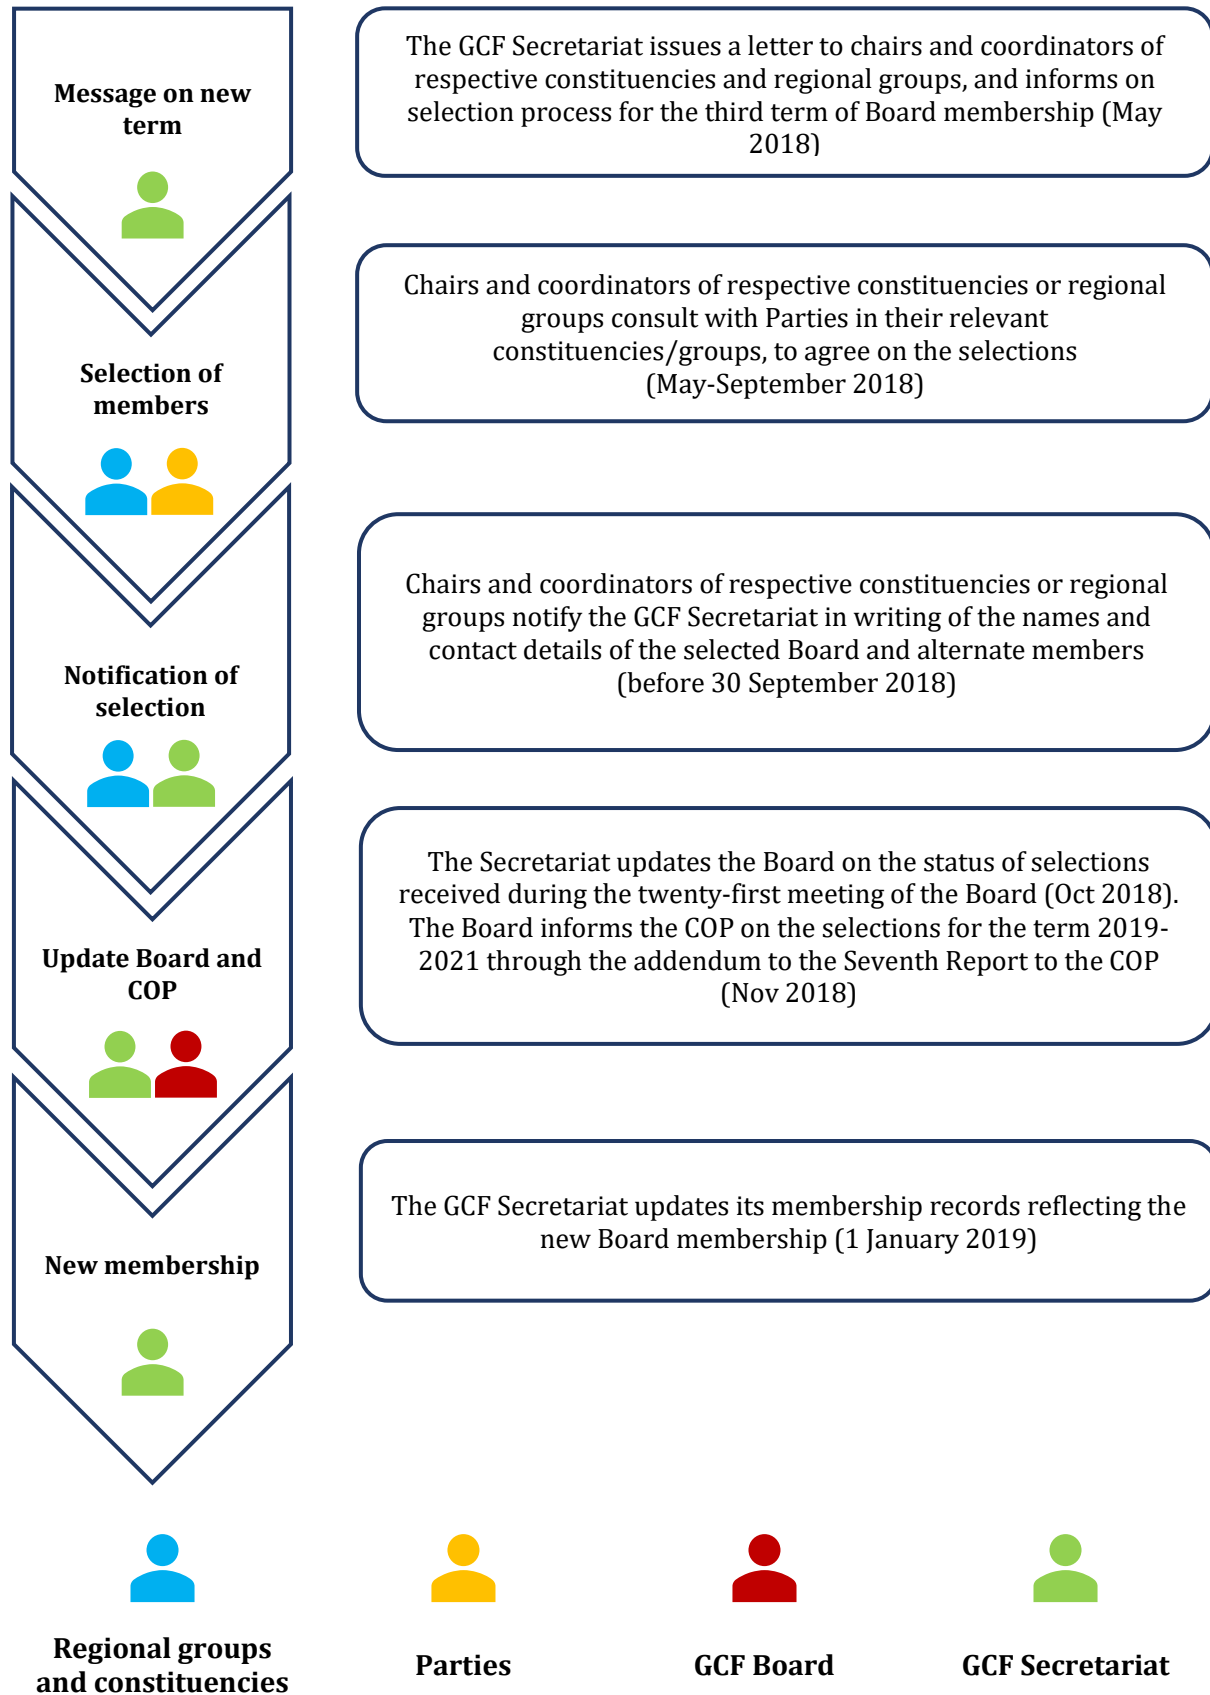 Message on new
term
The GCF Secretariat issues a letter to chairs and coordinators of
respective constituencies and regional groups, and informs on
selection process for the third term of Board membership (May
2018)
Selection of
members
Chairs and coordinators of respective constituencies or regional
groups consult with Parties in their relevant
constituencies/groups, to agree on the selections
(May-September 2018)
Notification of
selection
Chairs and coordinators of respective constituencies or regional
groups notify the GCF Secretariat in writing of the names and
contact details of the selected Board and alternate members
(before 30 September 2018)
Update Board and
COP
The Secretariat updates the Board on the status of selections
received during the twenty-first meeting of the Board (Oct 2018).
The Board informs the COP on the selections for the term 2019-
2021 through the addendum to the Seventh Report to the COP
(Nov 2018)
New membership
The GCF Secretariat updates its membership records reflecting the
new Board membership (1 January 2019)
Regional groups
and constituencies
Parties
GCF Board
GCF Secretariat